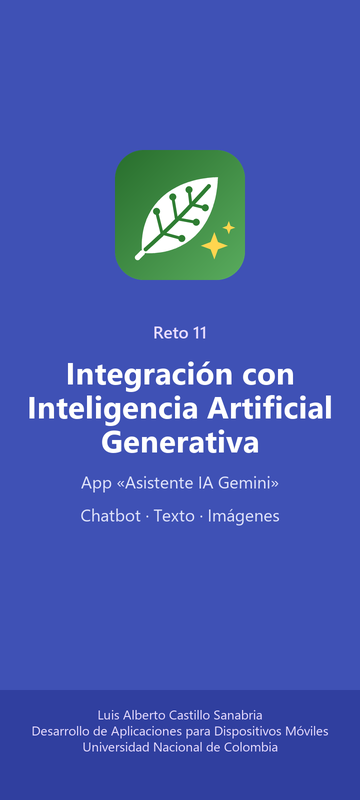 Reto 11
Integración con
Inteligencia Artificial
Generativa
App «Asistente IA Gemini»
Chatbot · Texto · Imágenes
Luis Alberto Castillo Sanabria
Desarrollo de Aplicaciones para Dispositivos Móviles
Universidad Nacional de Colombia